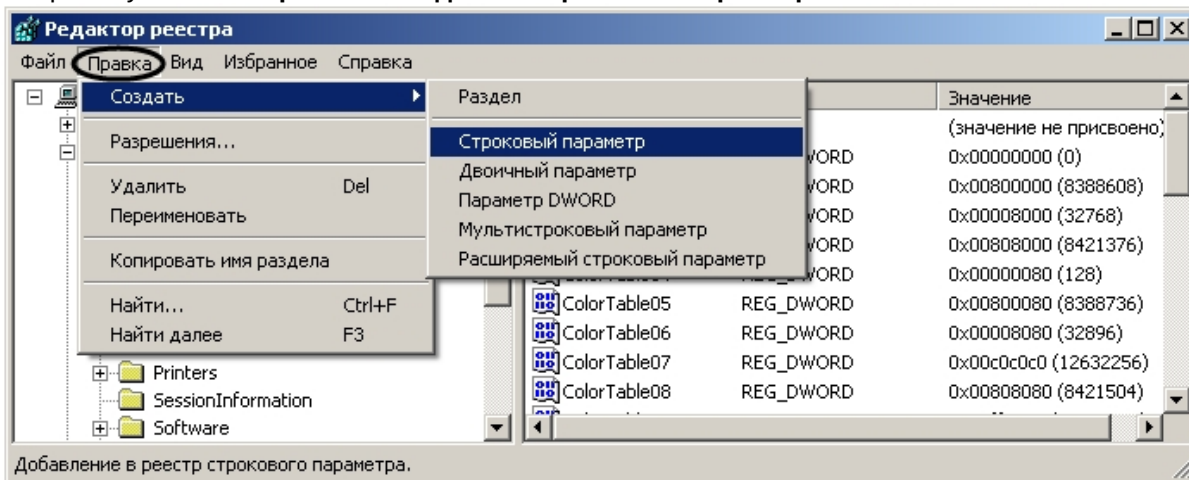 Редактор реестра
Файл Правка Вид Избранное Справка
Создать
Разрешения...
Удалить Del
Переименовать
Копировать имя раздела
Найти... Ctrl+F
Найти далее F3
Раздел
Строковый параметр
Двоичный параметр
Параметр DWORD
Мультистроковый параметр
Расширяемый строковый параметр
Значение
(значение не присвоено)
0x00000000 (0)
0x00800000 (8388608)
0x00008000 (32768)
0x00808000 (8421376)
0x00000080 (128)
ColorTable05 REG_DWORD 0x00800080 (8388736)
ColorTable06 REG_DWORD 0x00008080 (32896)
ColorTable07 REG_DWORD 0x00c0c0c0 (12632256)
ColorTable08 REG_DWORD 0x00808080 (8421504)
Printers
SessionInformation
Software
Добавление в реестр строкового параметра.